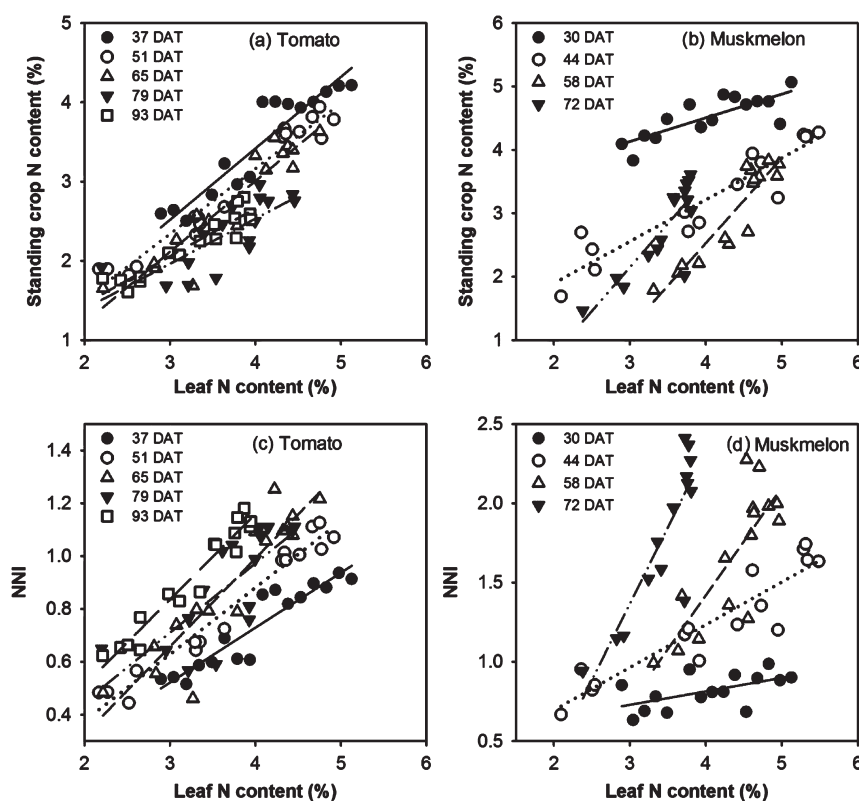 (a) Tomato
37 DAT
51 DAT
65 DAT
79 DAT
93 DAT
5
4
3
2
1
Standing crop N content (%)
2 3 4 5 6
Leaf N content (%)
(b) Muskmelon
30 DAT
44 DAT
58 DAT
72 DAT
6
5
4
3
2
1
Standing crop N content (%)
2 3 4 5 6
Leaf N content (%)
(c) Tomato
37 DAT
51 DAT
65 DAT
79 DAT
93 DAT
1.4
1.2
1.0
0.8
0.6
0.4
NNI
2 3 4 5 6
Leaf N content (%)
(d) Muskmelon
30 DAT
44 DAT
58 DAT
72 DAT
2.5
2.0
1.5
1.0
0.5
NNI
2 3 4 5 6
Leaf N content (%)